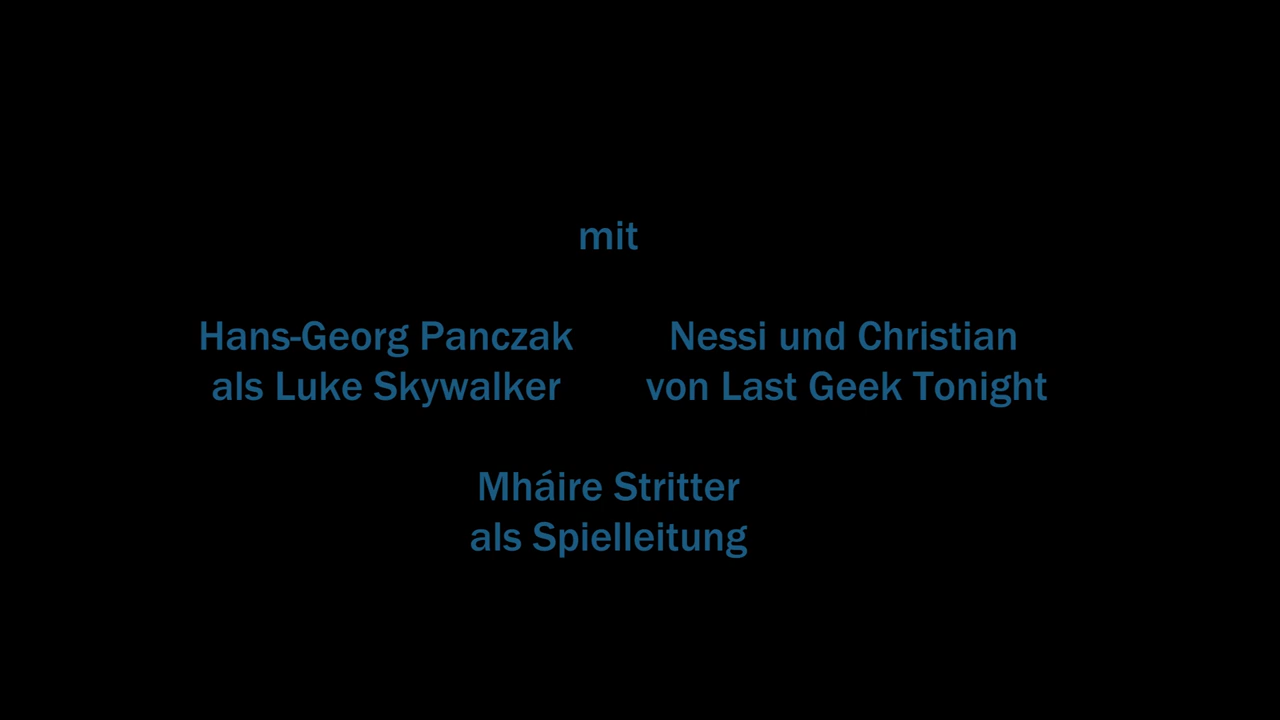 mit
Hans-Georg Panczak
als Luke Skywalker
Nessi und Christian
von Last Geek Tonight
Mháire Stritter
als Spielleitung